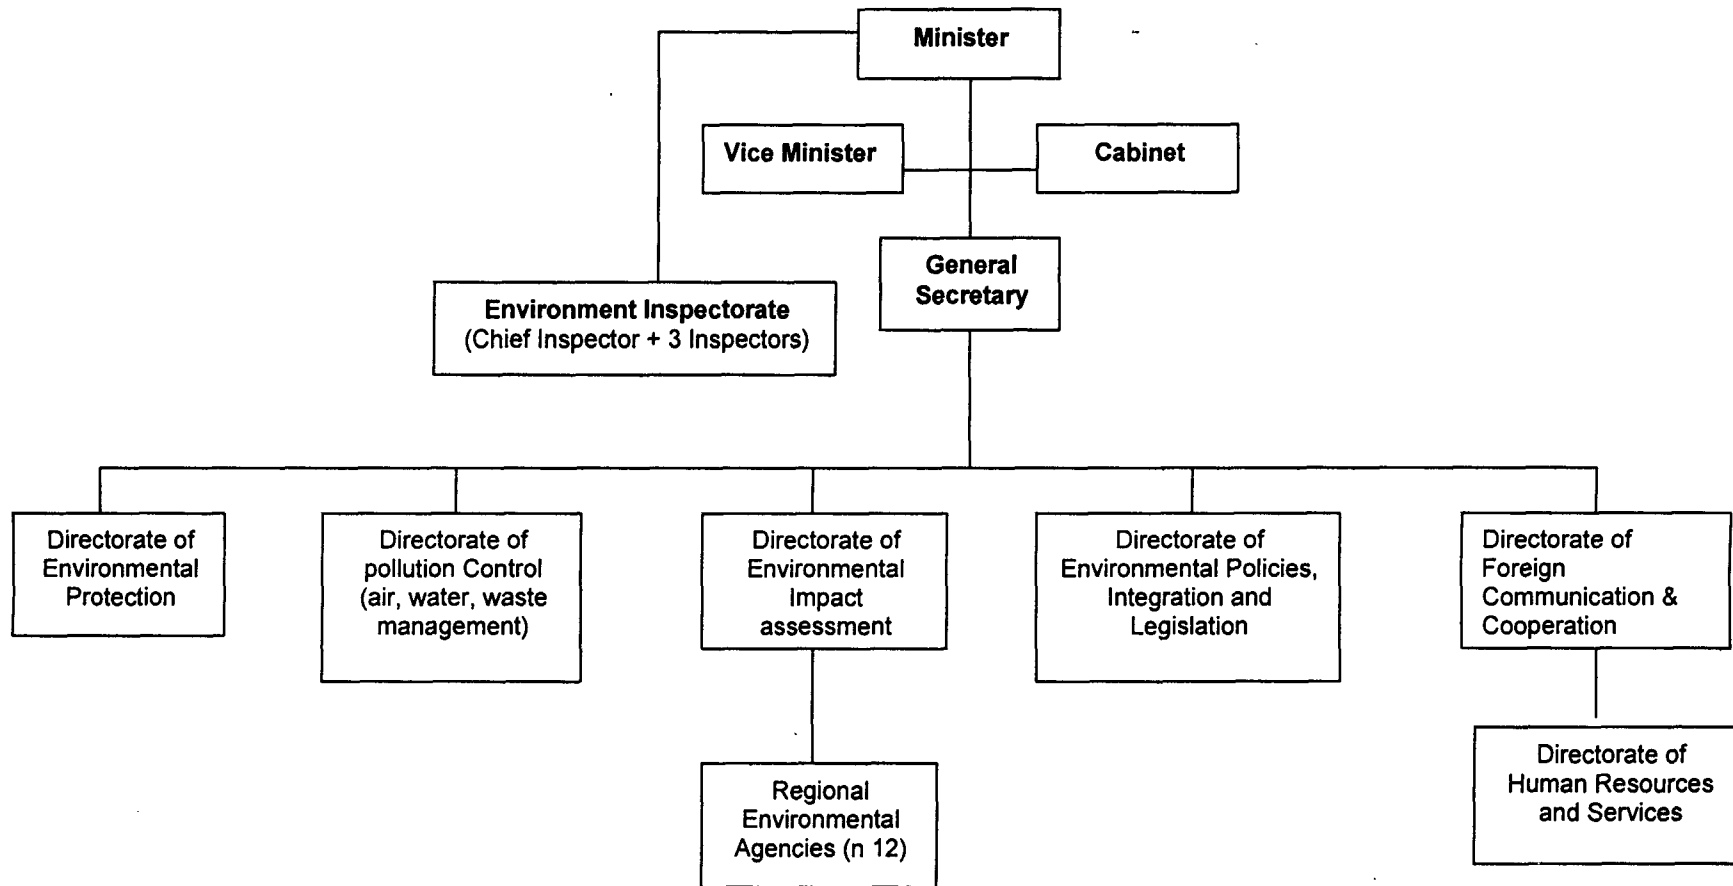 Minister
Vice Minister
Cabinet
General
Secretary
Environment Inspectorate
(Chief Inspector + 3 Inspectors)
Directorate of
Environmental
Protection
Directorate of
pollution Control
(air, water, waste
management)
Directorate of
Environmental
Impact
assessment
Directorate of
Environmental Policies,
Integration and
Legislation
Directorate of
Foreign
Communication &
Cooperation
Regional
Environmental
Agencies (n 12)
Directorate of
Human Resources
and Services